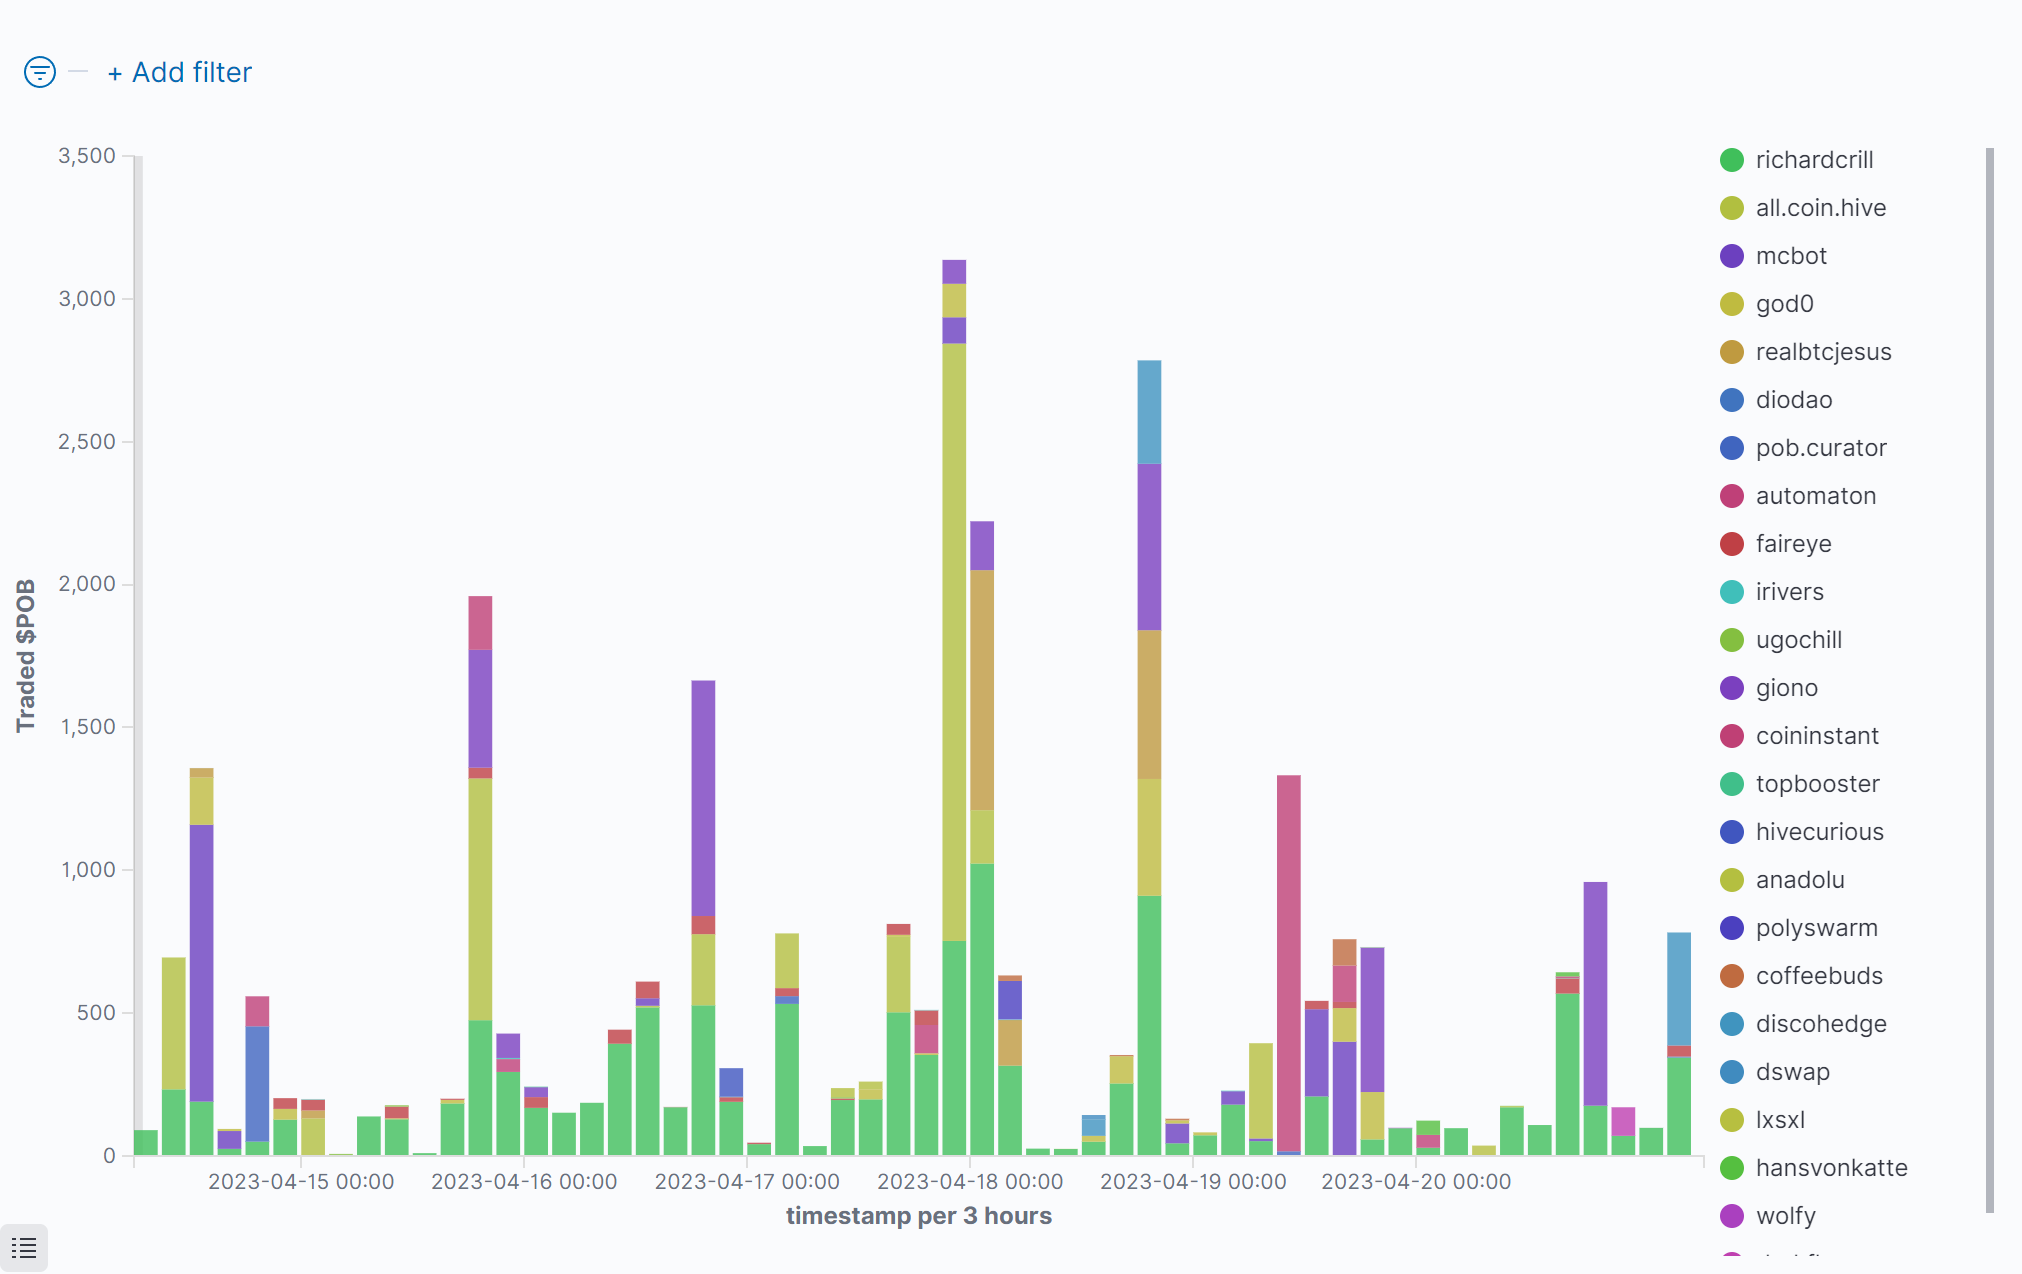 + Add filter
3,500
3,000
2,500
2,000
1,500
1,000
500
0
Traded $POB
2023-04-15 00:00
2023-04-16 00:00
2023-04-17 00:00
2023-04-18 00:00
2023-04-19 00:00
2023-04-20 00:00
timestamp per 3 hours
richardcrill
all.coin.hive
mcbot
god0
realbtcjesus
diodao
pob.curator
automaton
faireye
irivers
ugochill
giono
coininstant
topbooster
hivecurious
anadolu
polyswarm
coffeebuds
discohedge
dswap
lxsxl
hansvonkatte
wolfy